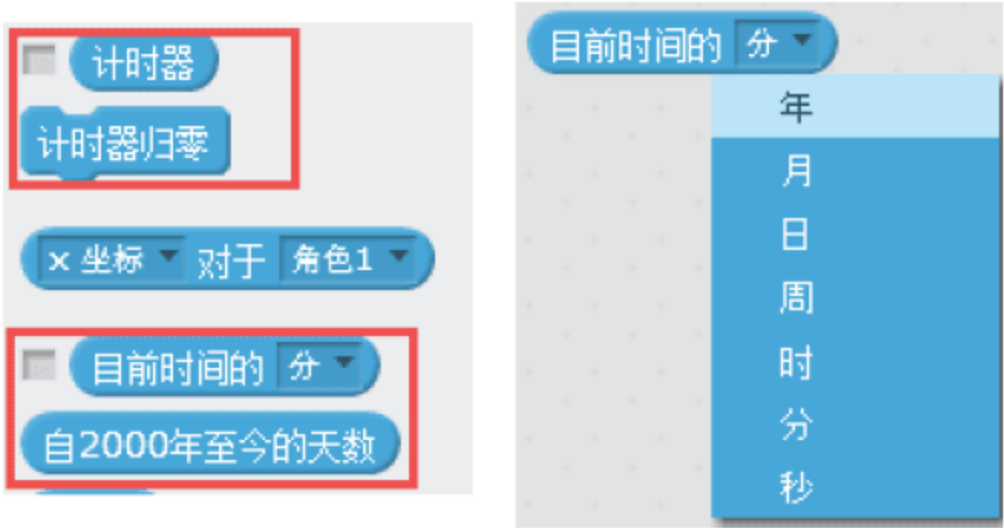 计时器
计时器归零
x 坐标 对于 角色1
目前时间的 分
自2000年至今的天数
目前时间的 分
年
月
日
周
时
分
秒